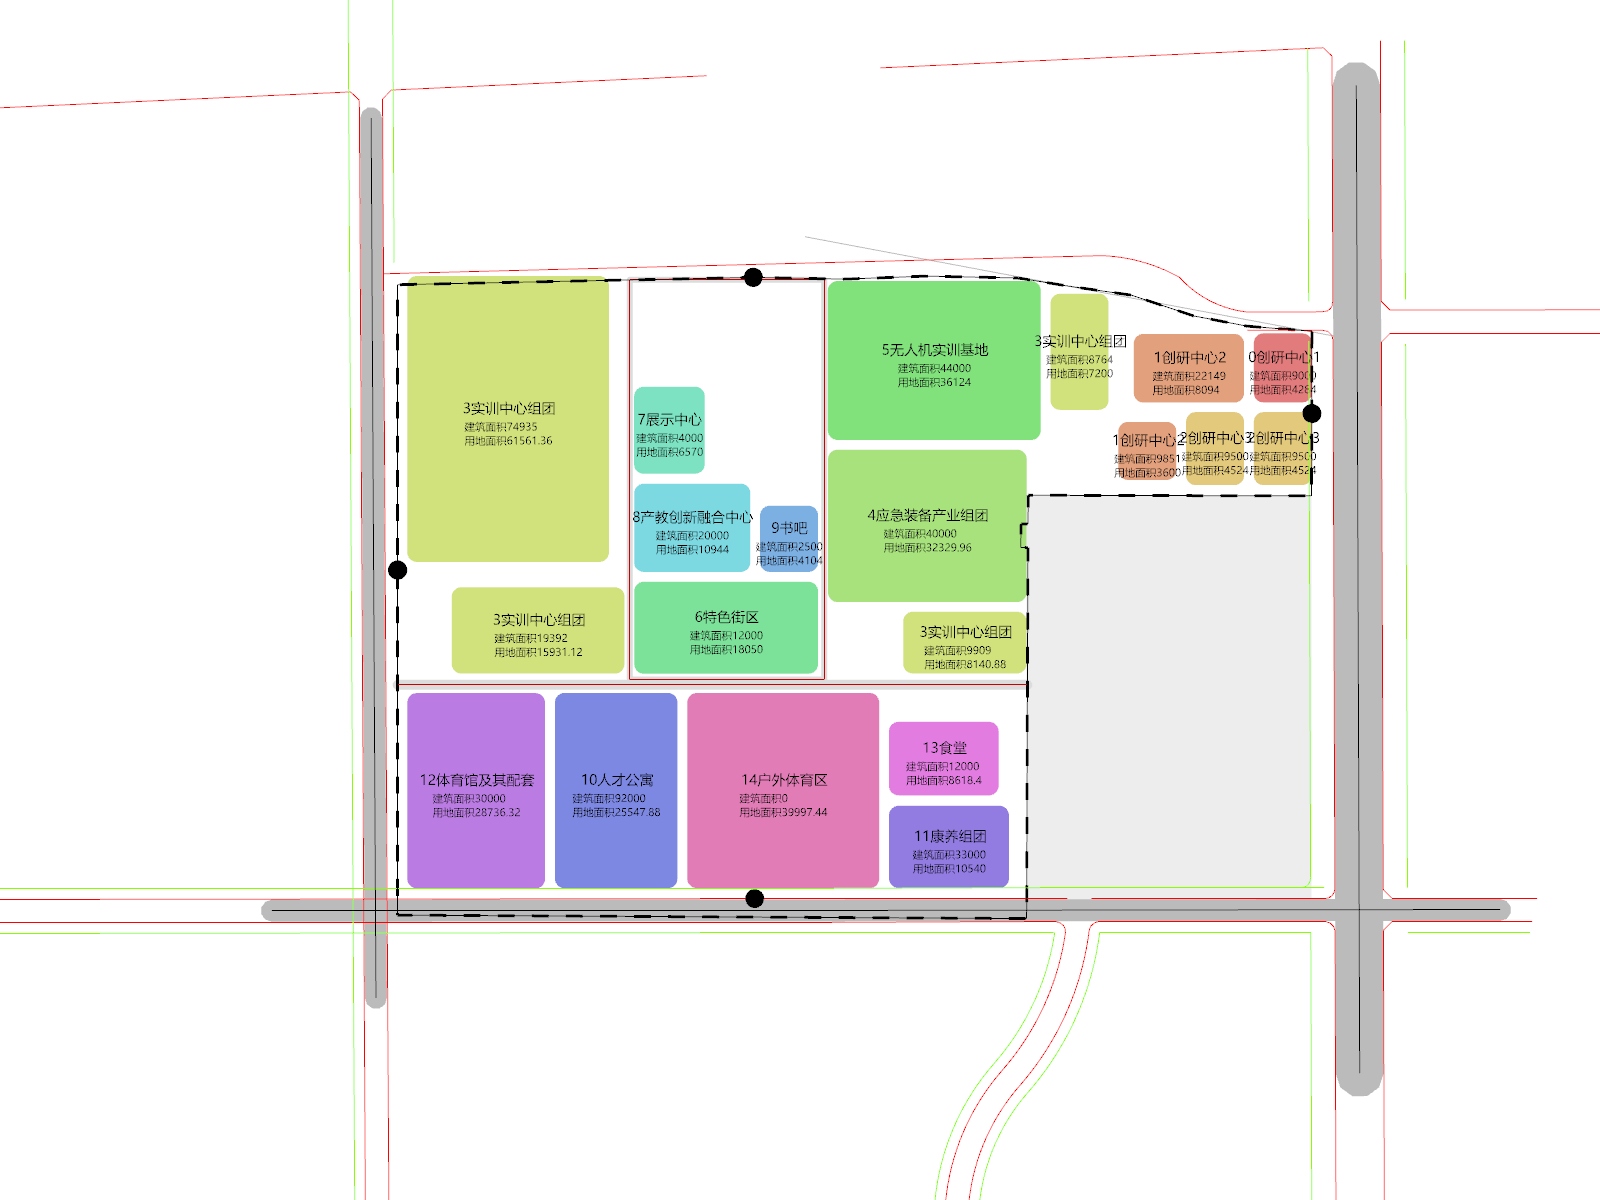 3实训中心组团
建筑面积74935
用地面积61561.36
7展示中心
建筑面积4000
用地面积6570
5无人机实训基地
建筑面积44000
用地面积36124
3实训中心组团
建筑面积8764
用地面积7200
1创研中心2
建筑面积22149
用地面积8094
0创研中心1
建筑面积9000
用地面积4284
1创研中心2
建筑面积9851
用地面积3600
2创研中心3
建筑面积9500
用地面积4524
2创研中心3
建筑面积9500
用地面积4524
8产教创新融合中心
建筑面积20000
用地面积10944
9书吧
建筑面积2500
用地面积4104
4应急装备产业组团
建筑面积40000
用地面积32329.96
3实训中心组团
建筑面积19392
用地面积15931.12
6特色街区
建筑面积12000
用地面积18050
3实训中心组团
建筑面积9909
用地面积8140.88
12体育馆及其配套
建筑面积30000
用地面积28736.32
10人才公寓
建筑面积92000
用地面积25547.88
14户外体育区
建筑面积0
用地面积39997.44
13食堂
建筑面积12000
用地面积8618.4
11康养组团
建筑面积33000
用地面积10540